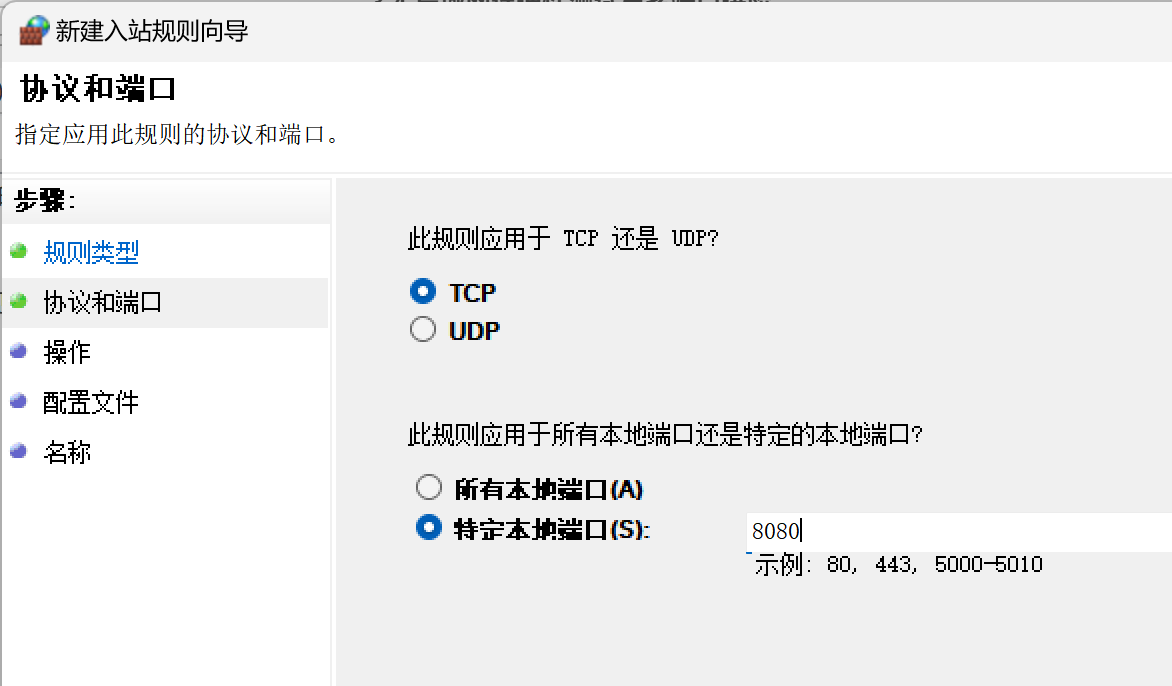 新建入站规则向导
协议和端口
指定应用此规则的协议和端口。
步骤:
规则类型
协议和端口
操作
配置文件
名称
此规则应用于 TCP 还是 UDP?
TCP
UDP
此规则应用于所有本地端口还是特定的本地端口?
所有本地端口(A)
特定本地端口(S):
8080
示例: 80, 443, 5000-5010